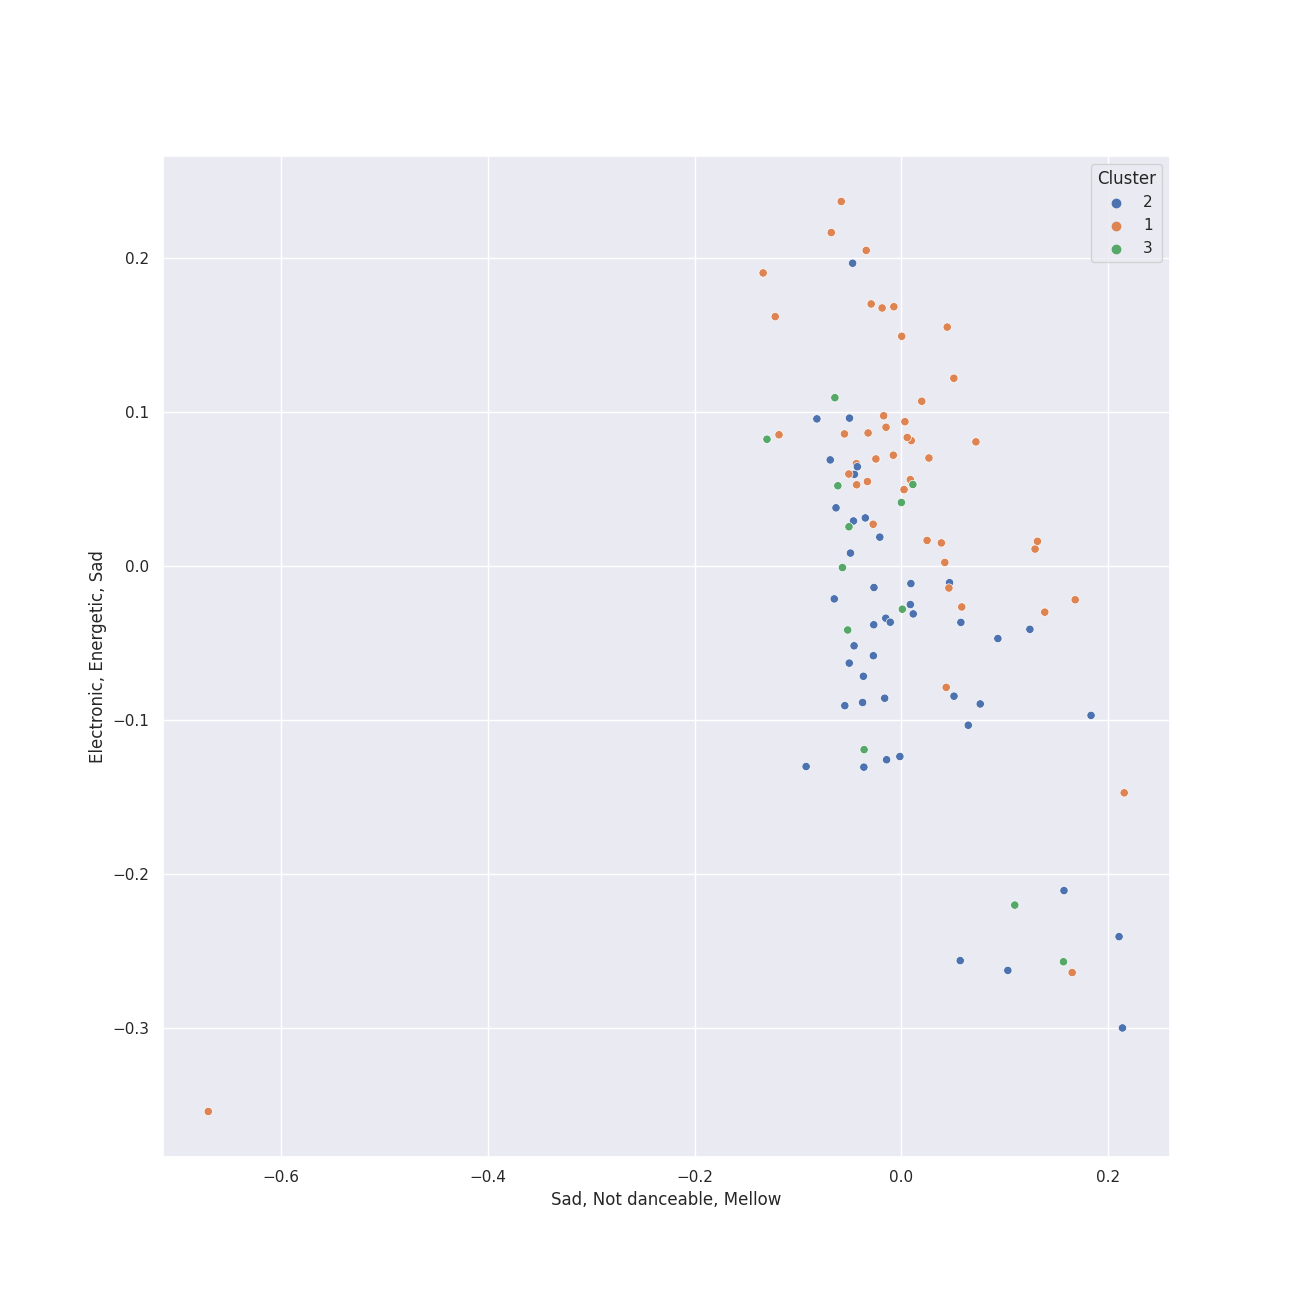 Cluster
2
1
3
0.2
0.1
0.0
−0.1
−0.2
−0.3
Electronic, Energetic, Sad
−0.6 −0.4 −0.2 0.0 0.2
Sad, Not danceable, Mellow